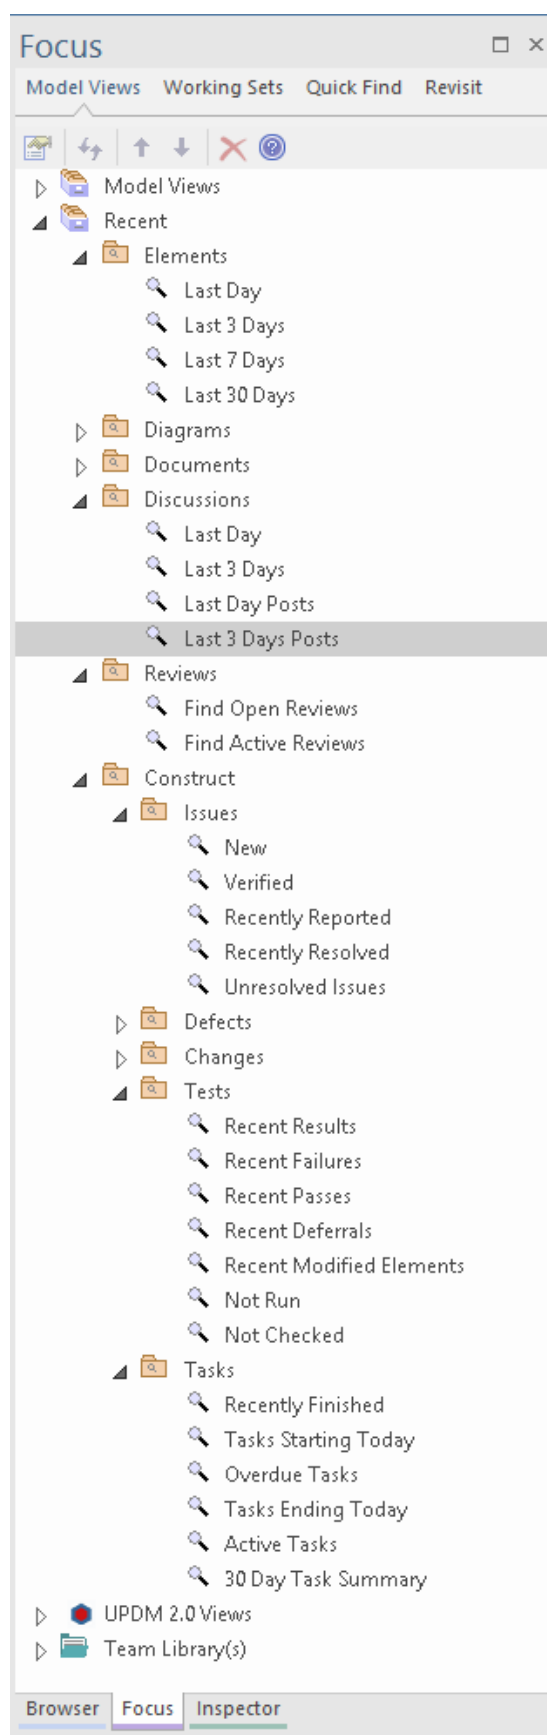 Focus
Model Views Working Sets Quick Find Revisit
Model Views
Recent
Elements
Last Day
Last 3 Days
Last 7 Days
Last 30 Days
Diagrams
Documents
Discussions
Last Day
Last 3 Days
Last Day Posts
Last 3 Days Posts
Reviews
Find Open Reviews
Find Active Reviews
Construct
Issues
New
Verified
Recently Reported
Recently Resolved
Unresolved Issues
Defects
Changes
Tests
Recent Results
Recent Failures
Recent Passes
Recent Deferrals
Recent Modified Elements
Not Run
Not Checked
Tasks
Recently Finished
Tasks Starting Today
Overdue Tasks
Tasks Ending Today
Active Tasks
30 Day Task Summary
UPDM 2.0 Views
Team Library(s)
Browser Focus Inspector